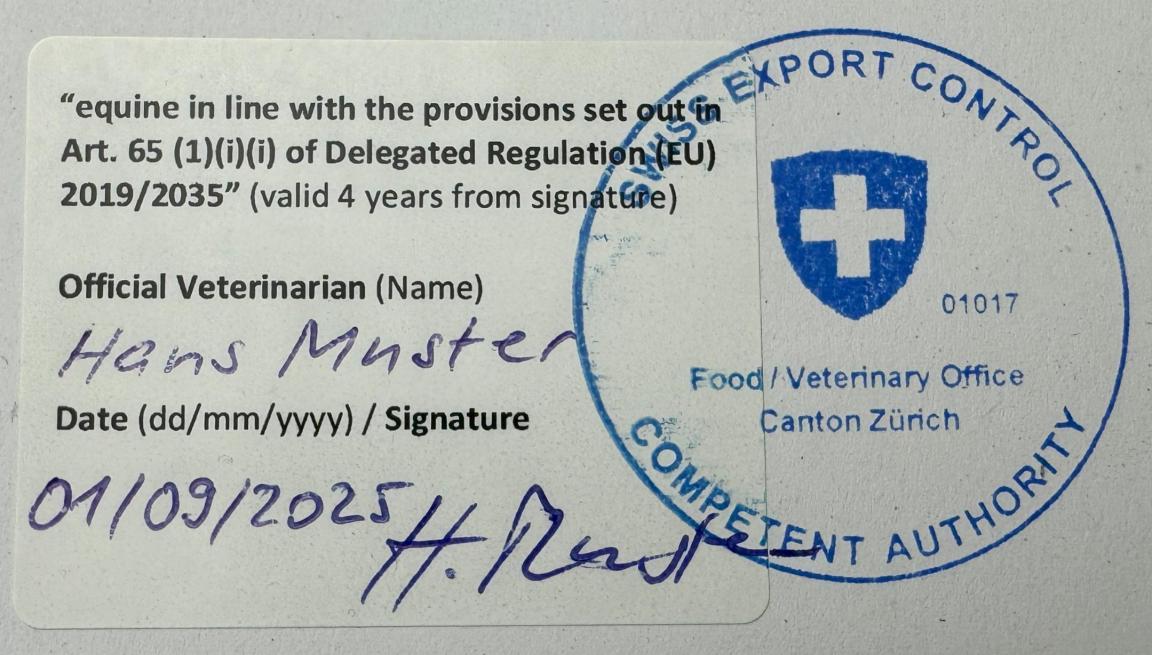 “equine in line with the provisions set out in
Art. 65 (1)(i)(i) of Delegated Regulation (EU)
2019/2035” (valid 4 years from signature)
Official Veterinarian (Name)
Hans Muster
Date (dd/mm/yyyy) / Signature
01/09/2025 H. Muster
SWISS EXPORT CONTROL
01017
Food / Veterinary Office
Canton Zürich
COMPETENT AUTHORITY